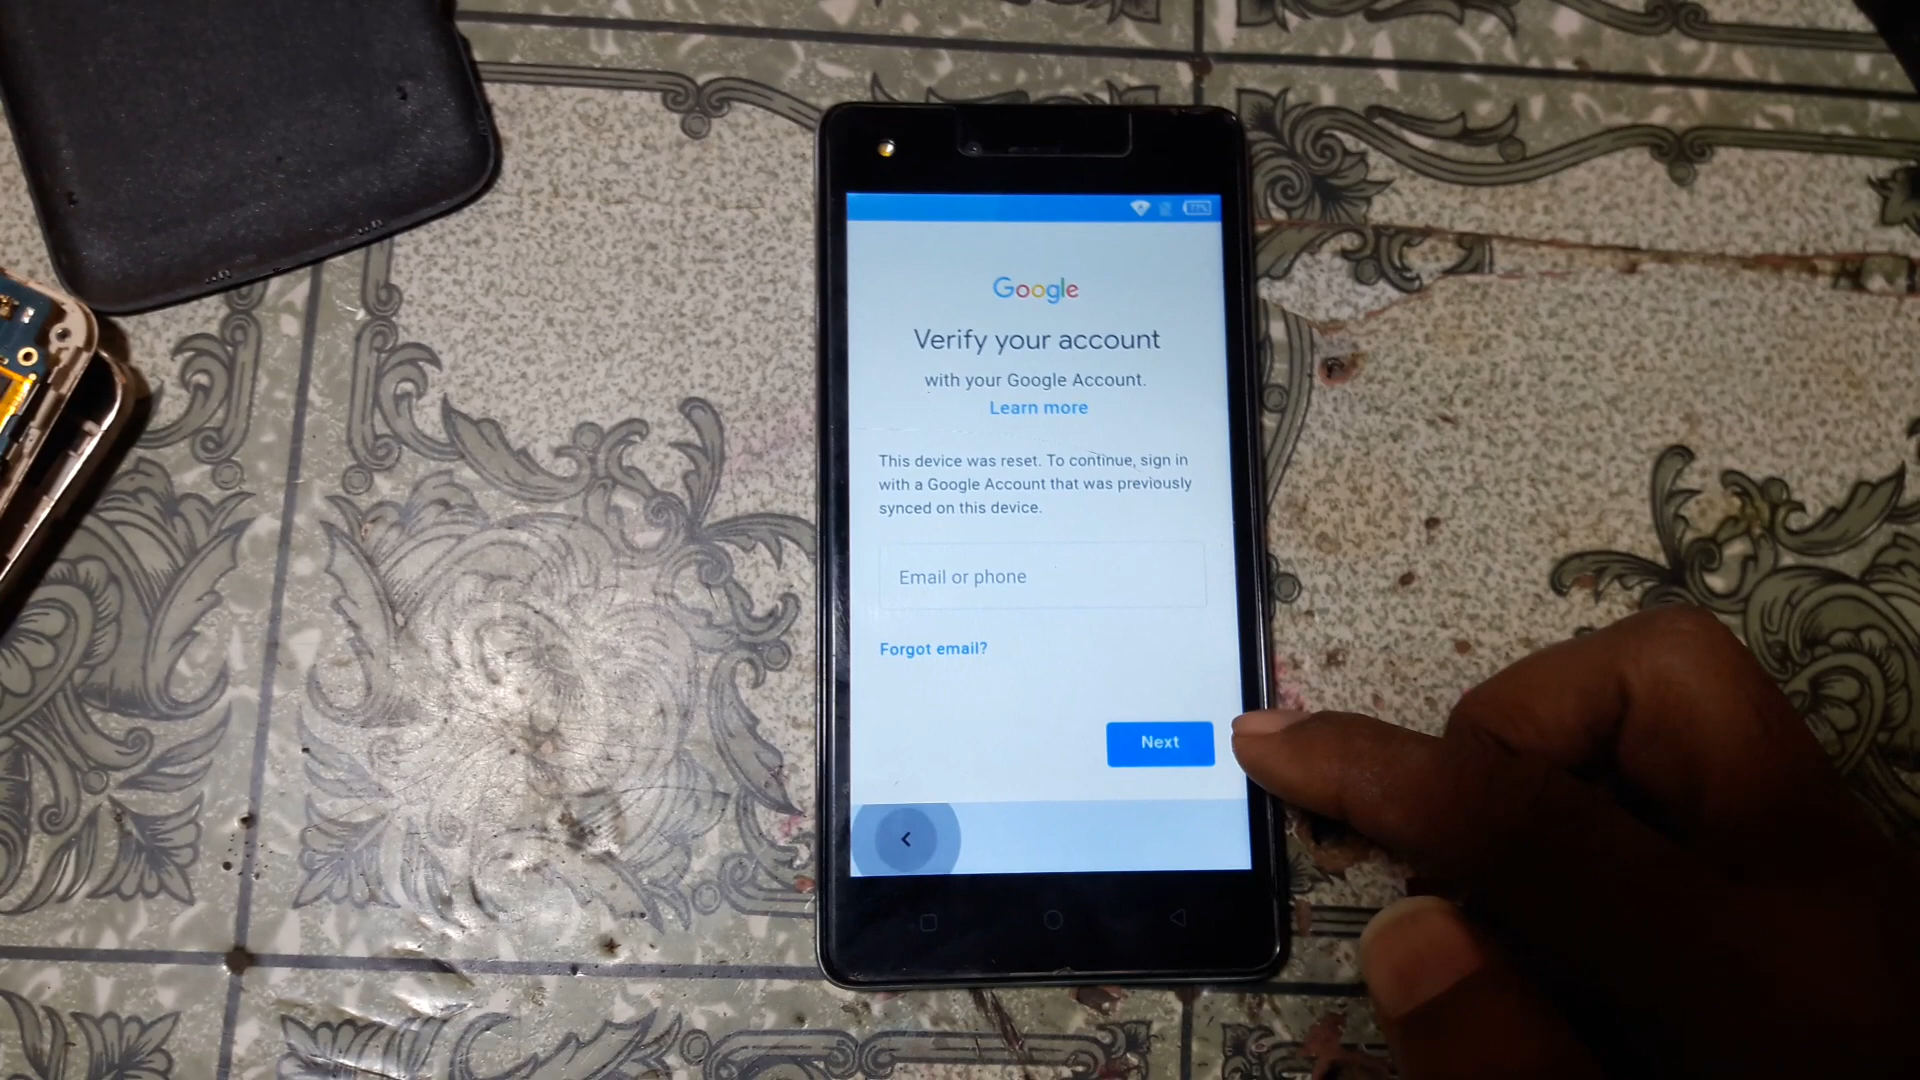 77%
Google
Verify your account
with your Google Account.
Learn more
This device was reset. To continue, sign in
with a Google Account that was previously
synced on this device.
Email or phone
Forgot email?
Next